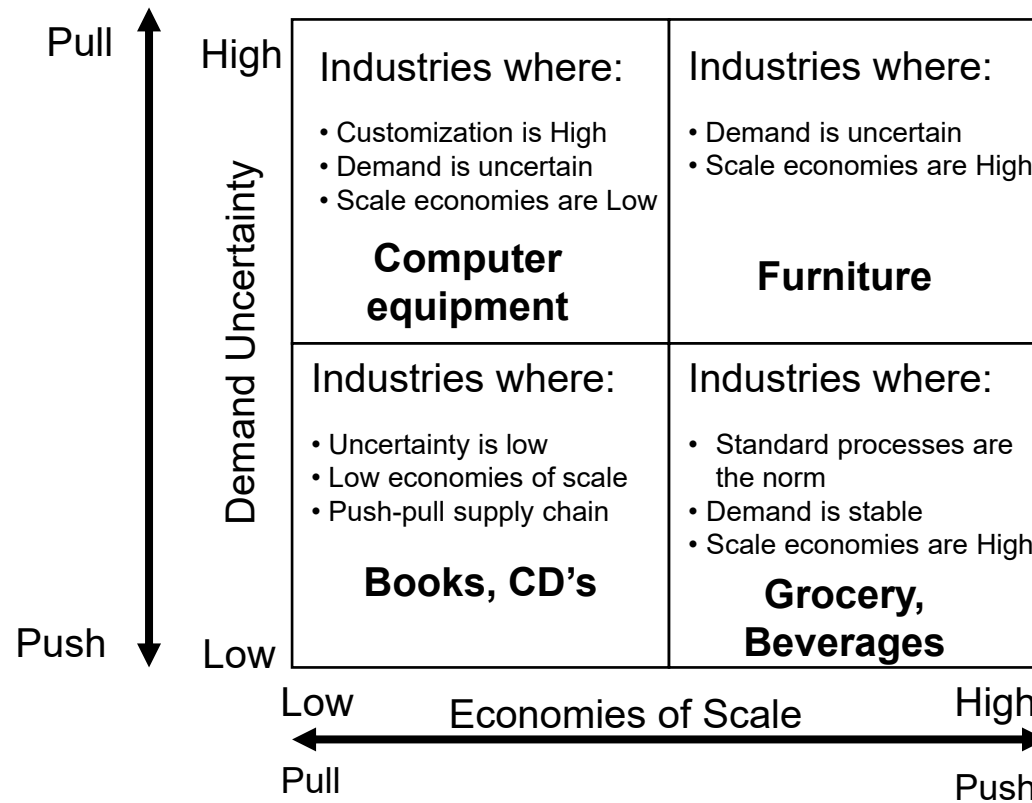 Pull
High
Demand Uncertainty
Push
Low
Industries where:
• Customization is High
• Demand is uncertain
• Scale economies are Low
Computer
equipment
Industries where:
• Demand is uncertain
• Scale economies are High
Furniture
Industries where:
• Uncertainty is low
• Low economies of scale
• Push-pull supply chain
Books, CD’s
Industries where:
• Standard processes are
the norm
• Demand is stable
• Scale economies are High
Grocery,
Beverages
Low
Economies of Scale
High
Pull
Push